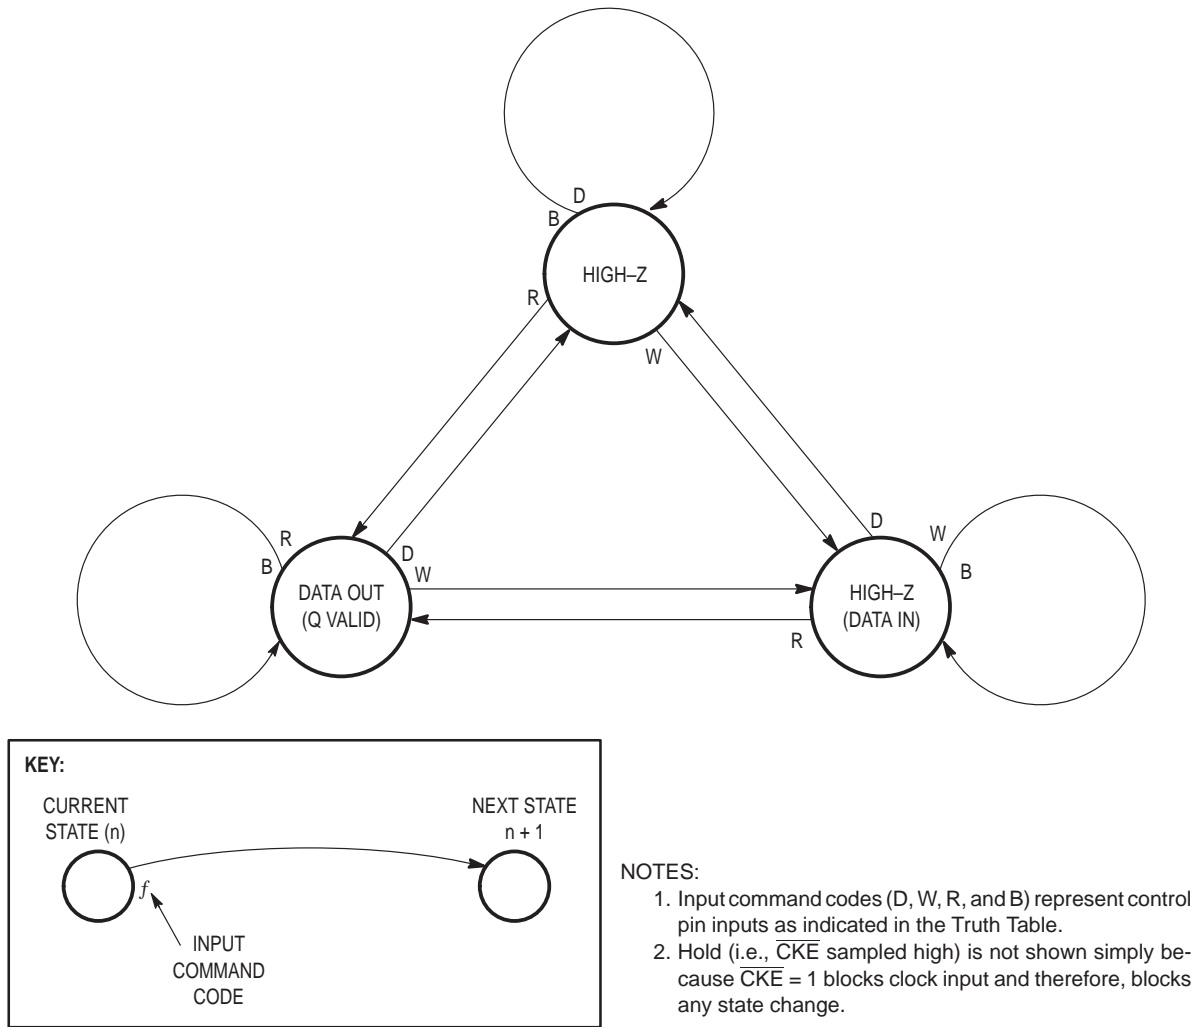 D
B
HIGH–Z
R
W
D
W
R
B
D
W
B
DATA OUT
(Q VALID)
HIGH–Z
(DATA IN)
R
KEY:
CURRENT
STATE (n)
NEXT STATE
n + 1
f
INPUT
COMMAND
CODE
NOTES:
1. Input command codes (D, W, R, and B) represent control
pin inputs as indicated in the Truth Table.
2. Hold (i.e., C̅K̅E̅ sampled high) is not shown simply be-
cause C̅K̅E̅ = 1 blocks clock input and therefore, blocks
any state change.